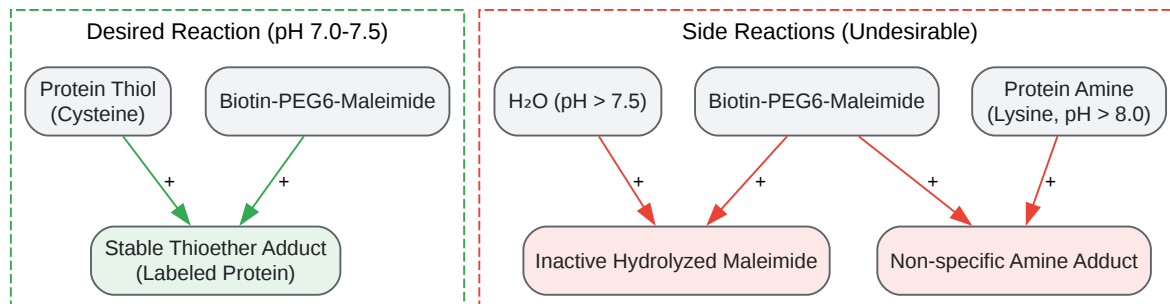 Desired Reaction (pH 7.0-7.5)
Protein Thiol
(Cysteine)
Biotin-PEG6-Maleimide
+
+
Stable Thioether Adduct
(Labeled Protein)
Side Reactions (Undesirable)
H₂O (pH > 7.5)
Biotin-PEG6-Maleimide
Protein Amine
(Lysine, pH > 8.0)
+
+
+
+
Inactive Hydrolyzed Maleimide
Non-specific Amine Adduct